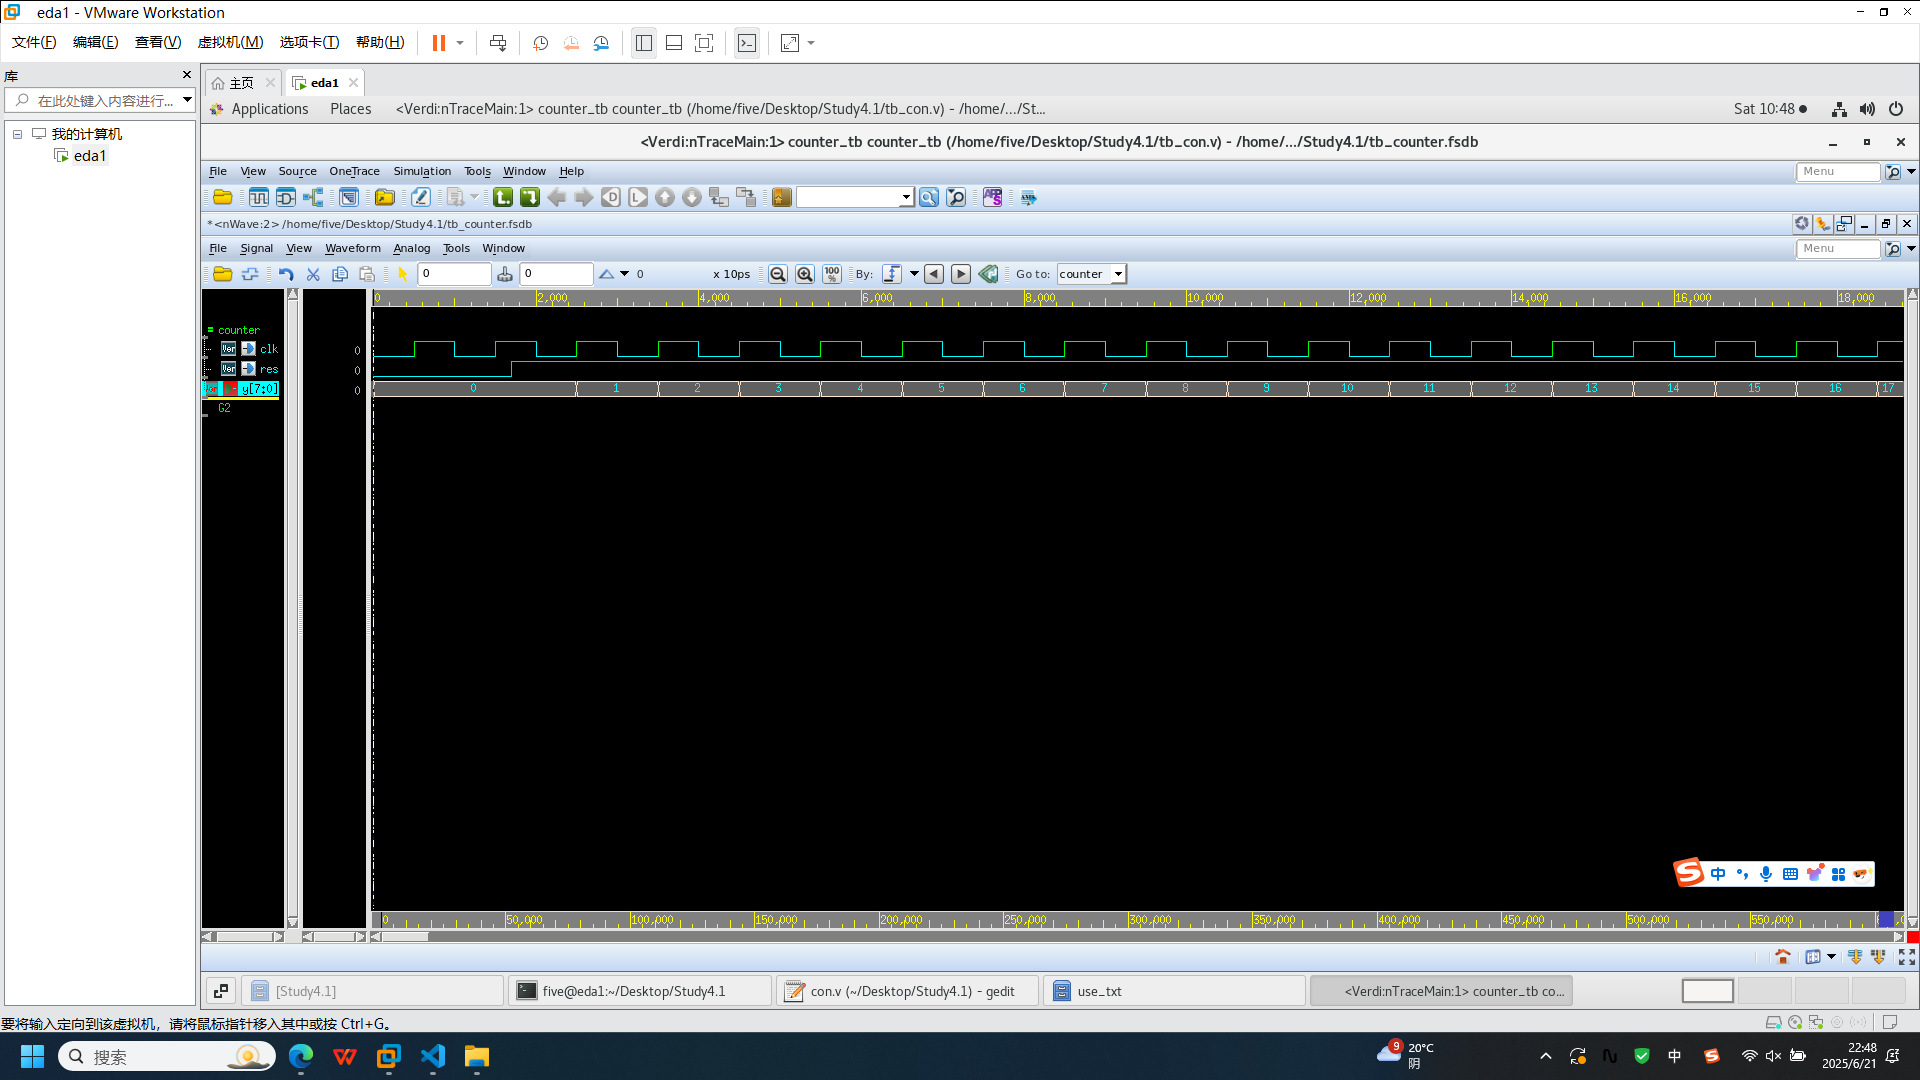 eda1 - VMware Workstation
文件(F) 编辑(E) 查看(V) 虚拟机(M) 选项卡(T) 帮助(H)
库
在此处键入内容进行...
我的计算机
eda1
主页 eda1
Applications Places <Verdi:nTraceMain:1> counter_tb counter_tb (/home/five/Desktop/Study4.1/tb_con.v) - /home/.../St... Sat 10:48
<Verdi:nTraceMain:1> counter_tb counter_tb (/home/five/Desktop/Study4.1/tb_con.v) - /home/.../Study4.1/tb_counter.fsdb
File View Source OneTrace Simulation Tools Window Help Menu
*<nWave:2> /home/five/Desktop/Study4.1/tb_counter.fsdb
File Signal View Waveform Analog Tools Window Menu
0 0 0 x 10ps 100% By: Go to: counter
0 2,000 4,000 6,000 8,000 10,000 12,000 14,000 16,000 18,000
= counter
Ver clk 0
Ver res 0
y[7:0] 0 0 1 2 3 4 5 6 7 8 9 10 11 12 13 14 15 16 17
G2
中
0 50,000 100,000 150,000 200,000 250,000 300,000 350,000 400,000 450,000 500,000 550,000
[Study4.1] five@eda1:~/Desktop/Study4.1 con.v (~/Desktop/Study4.1) - gedit use_txt <Verdi:nTraceMain:1> counter_tb co...
要将输入定向到该虚拟机，请将鼠标指针移入其中或按 Ctrl+G。
搜索
9 20°C
阴
中
22:48
2025/6/21